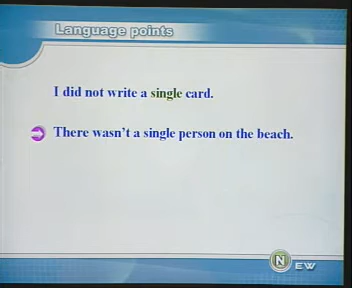 Language points
I did not write a single card.
There wasn't a single person on the beach.
N EW